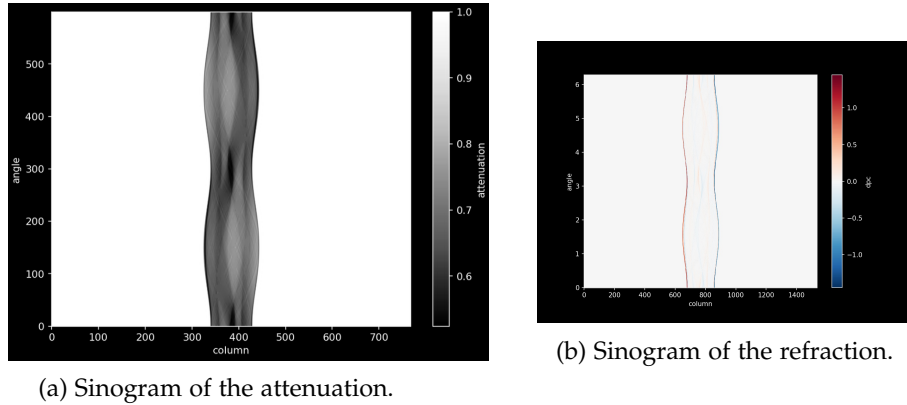 1.0
500
0.9
400
0.8
300
angle
attenuation
200
0.7
100
0.6
0
0 100 200 300 400 500 600 700
column
(a) Sinogram of the attenuation.
6
1.0
5
0.5
4
angle
3
0.0
dpc
2
−0.5
1
−1.0
0
0 200 400 600 800 1000 1200 1400
column
(b) Sinogram of the refraction.